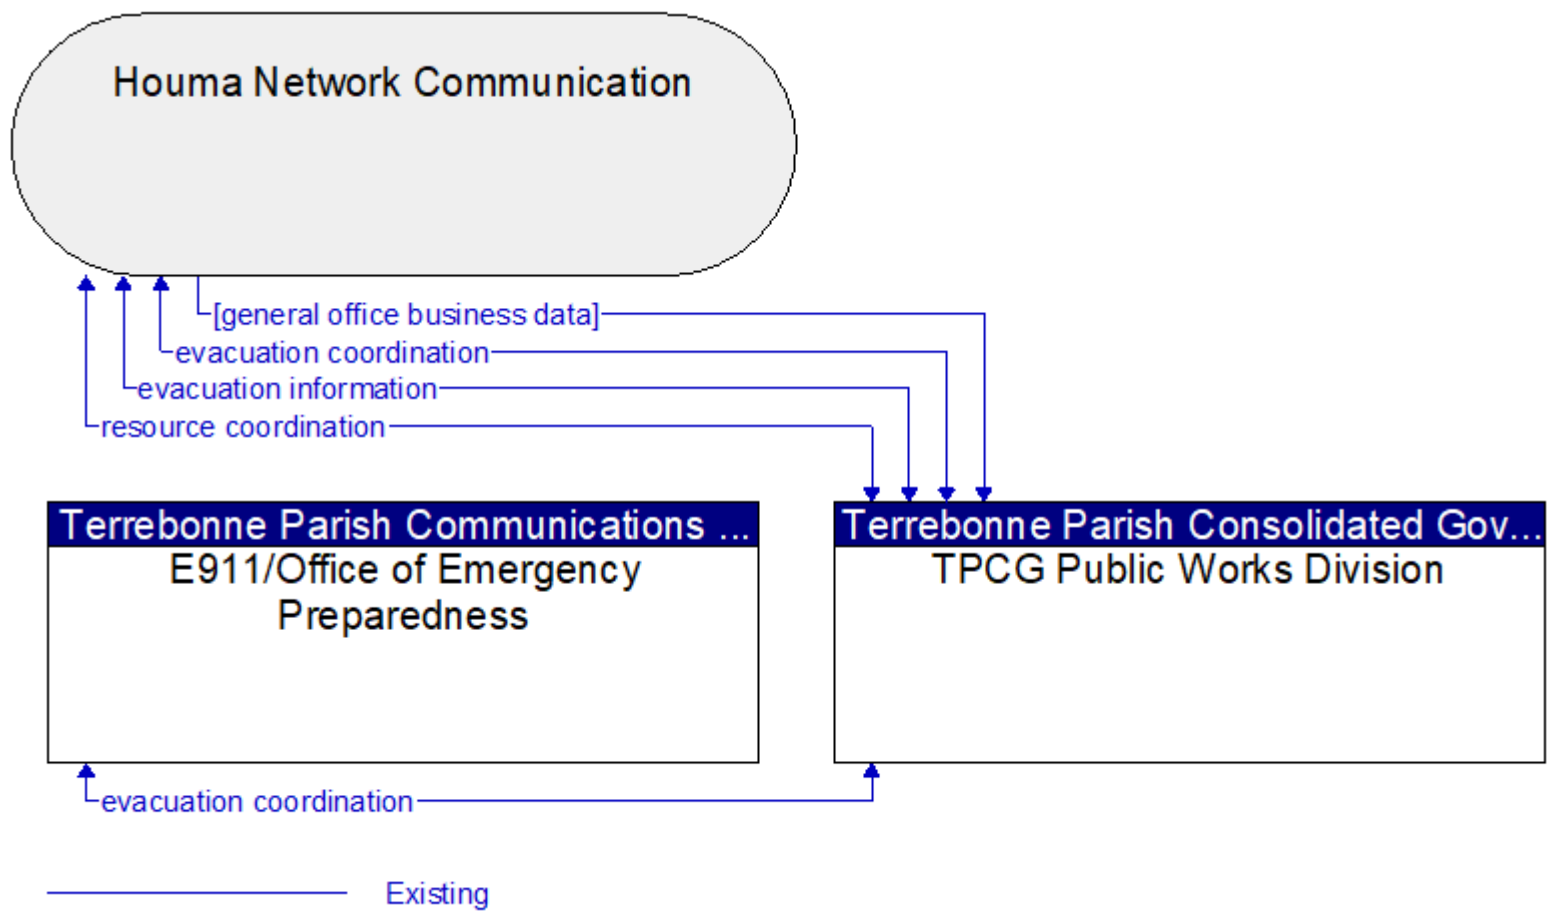 Houma Network Communication
[general office business data]
evacuation coordination
evacuation information
resource coordination
Terrebonne Parish Communications ...
E911/Office of Emergency
Preparedness
Terrebonne Parish Consolidated Gov...
TPCG Public Works Division
evacuation coordination
Existing